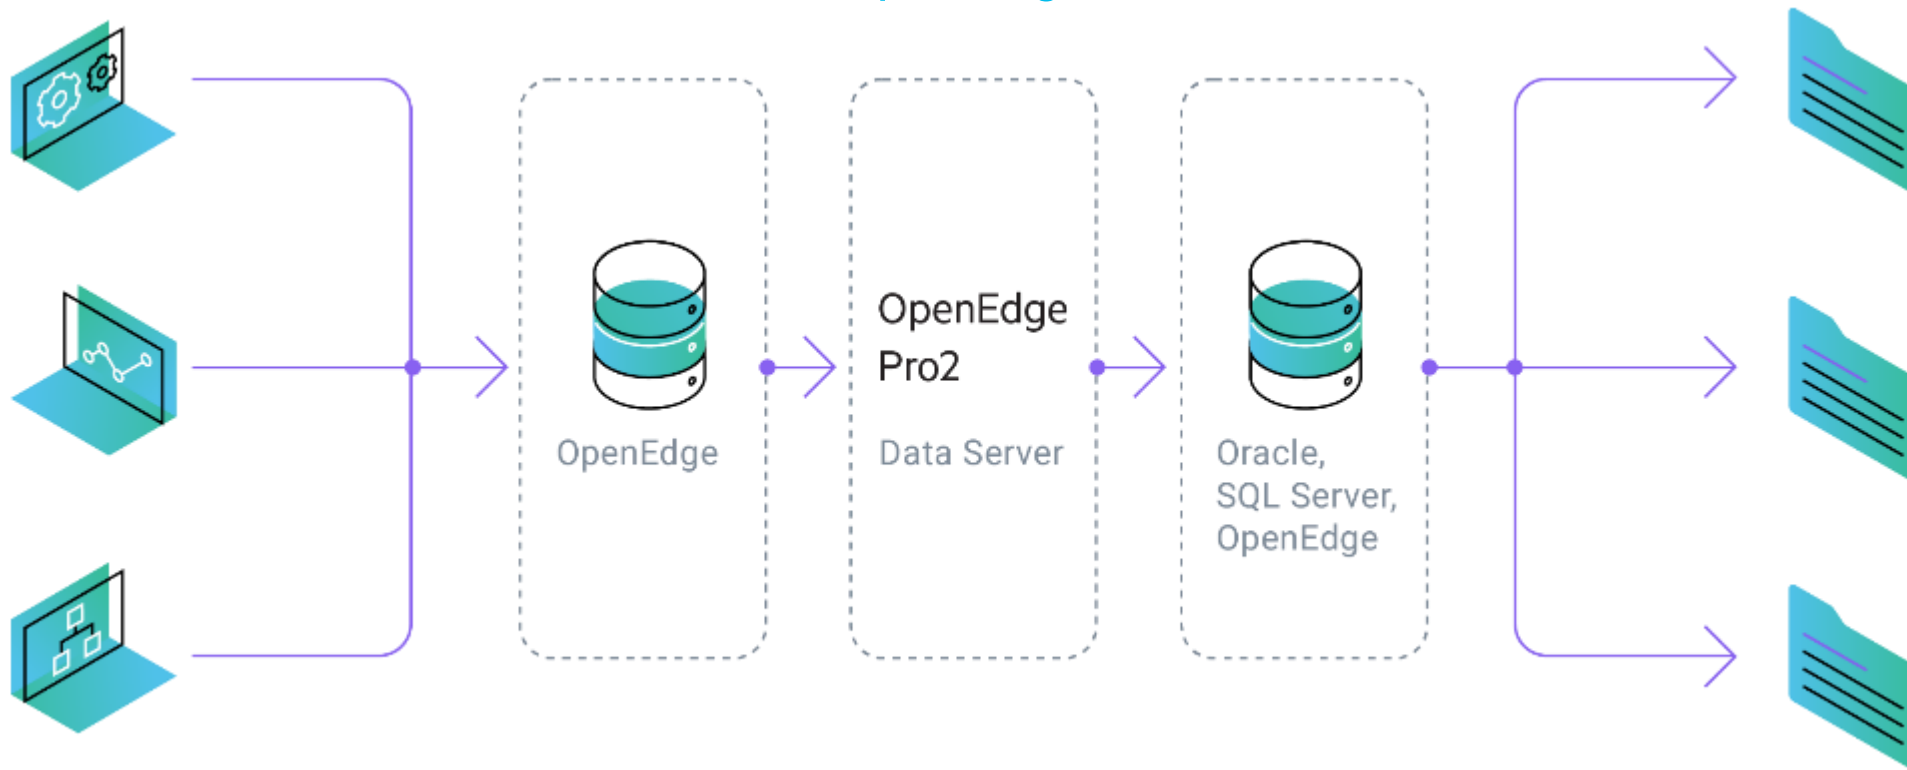 OpenEdge
OpenEdge
Pro2
Data Server
Oracle,
SQL Server,
OpenEdge